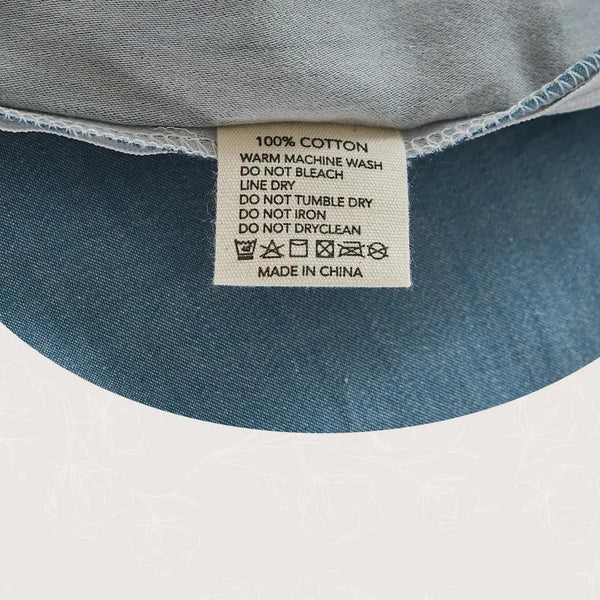 100% COTTON
WARM MACHINE WASH
DO NOT BLEACH
LINE DRY
DO NOT TUMBLE DRY
DO NOT IRON
DO NOT DRYCLEAN
MADE IN CHINA